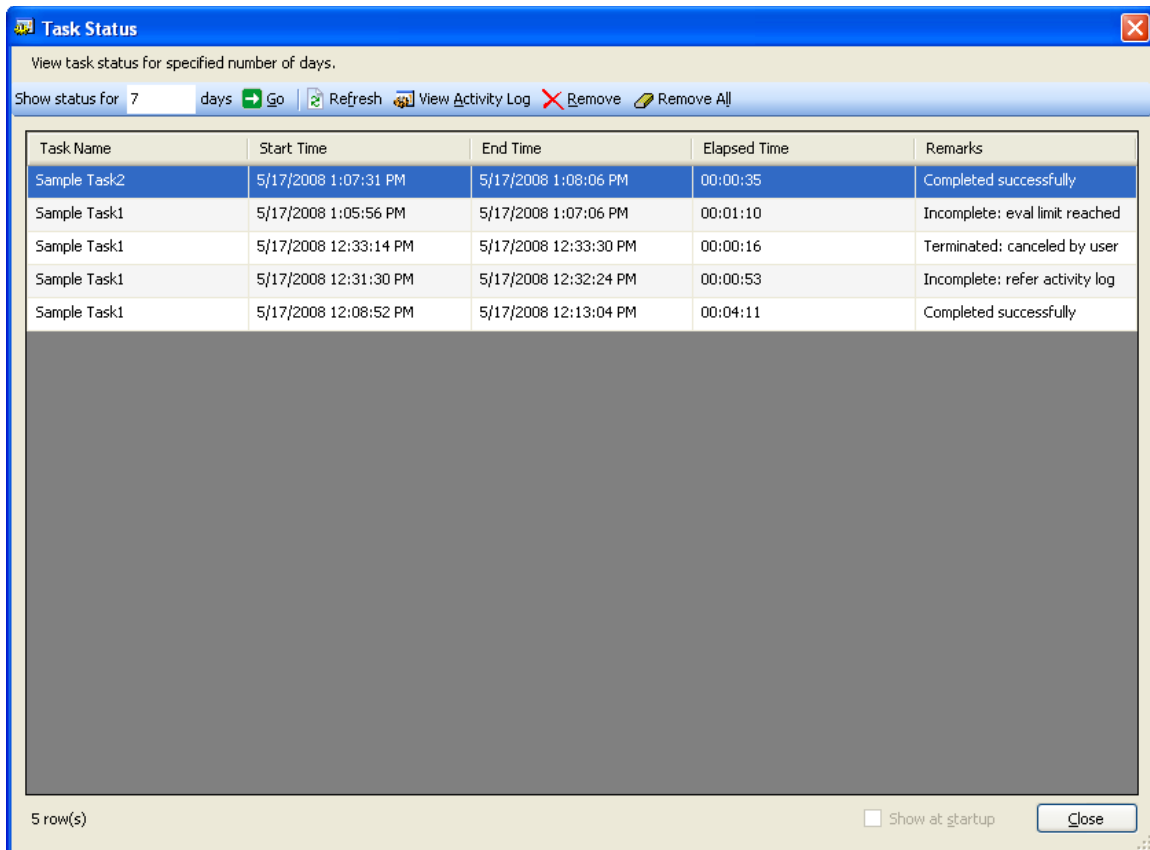 Task Status
View task status for specified number of days.
Show status for 7 days Go Refresh View Activity Log Remove Remove All
Task Name Start Time End Time Elapsed Time Remarks
Sample Task2 5/17/2008 1:07:31 PM 5/17/2008 1:08:06 PM 00:00:35 Completed successfully
Sample Task1 5/17/2008 1:05:56 PM 5/17/2008 1:07:06 PM 00:01:10 Incomplete: eval limit reached
Sample Task1 5/17/2008 12:33:14 PM 5/17/2008 12:33:30 PM 00:00:16 Terminated: canceled by user
Sample Task1 5/17/2008 12:31:30 PM 5/17/2008 12:32:24 PM 00:00:53 Incomplete: refer activity log
Sample Task1 5/17/2008 12:08:52 PM 5/17/2008 12:13:04 PM 00:04:11 Completed successfully
5 row(s) Show at startup Close